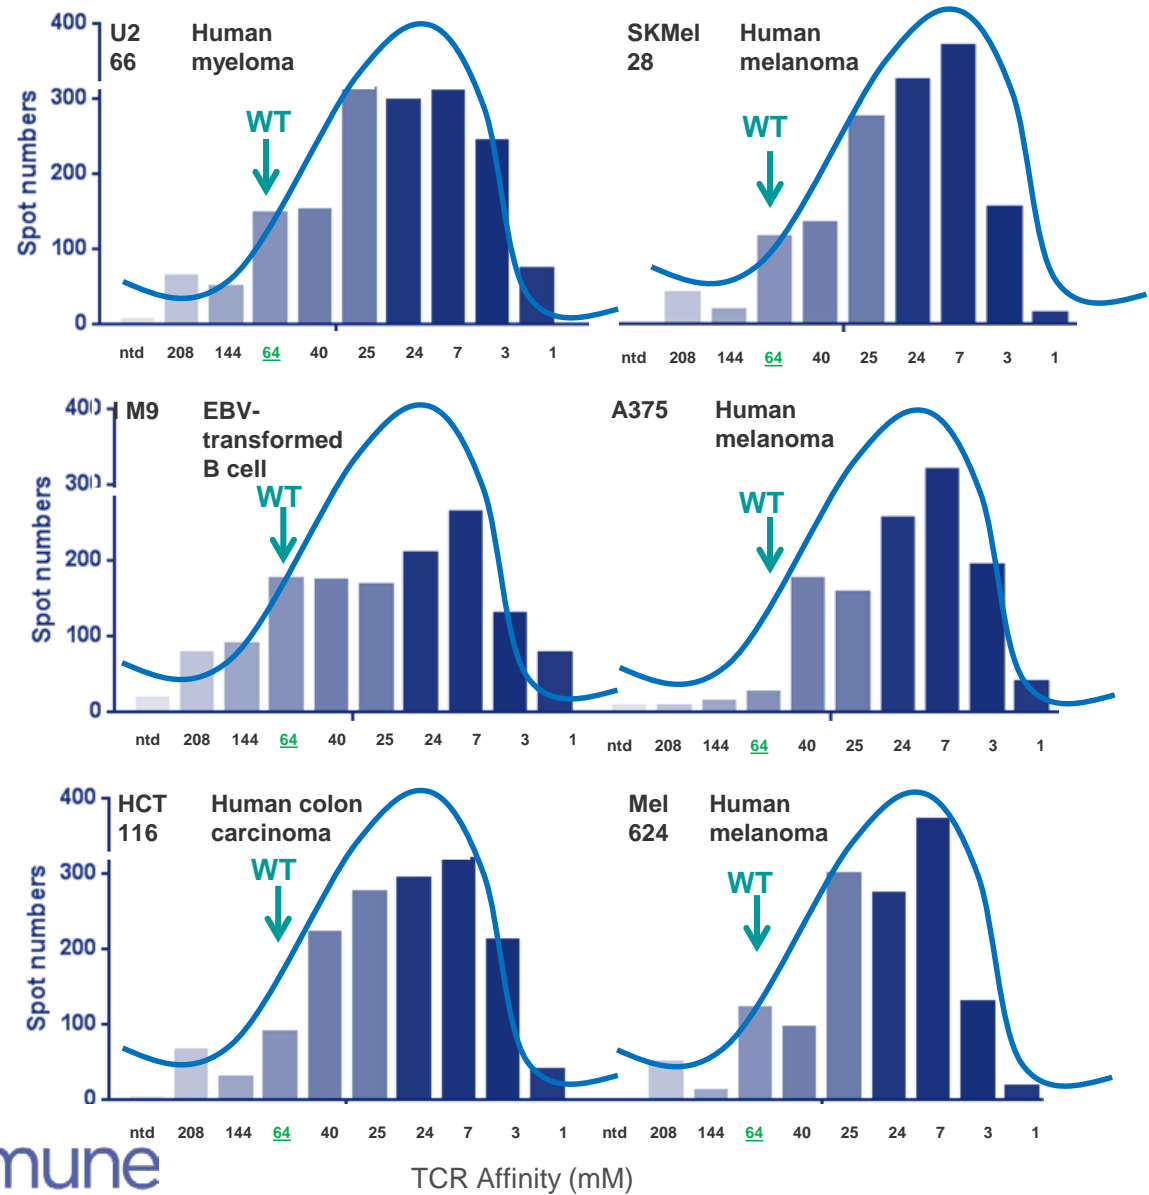 U2 Human
66 myeloma
WT
Spot numbers
400
300
200
100
0
ntd 208 144 64 40 25 24 7 3 1
SKMel Human
28 melanoma
WT
ntd 208 144 64 40 25 24 7 3 1
I M9 EBV-
transformed
B cell
WT
Spot numbers
400
300
200
100
0
ntd 208 144 64 40 25 24 7 3 1
A375 Human
melanoma
WT
ntd 208 144 64 40 25 24 7 3 1
HCT Human colon
116 carcinoma
WT
Spot numbers
400
300
200
100
0
ntd 208 144 64 40 25 24 7 3 1
Mel Human
624 melanoma
WT
ntd 208 144 64 40 25 24 7 3 1
mune
TCR Affinity (mM)